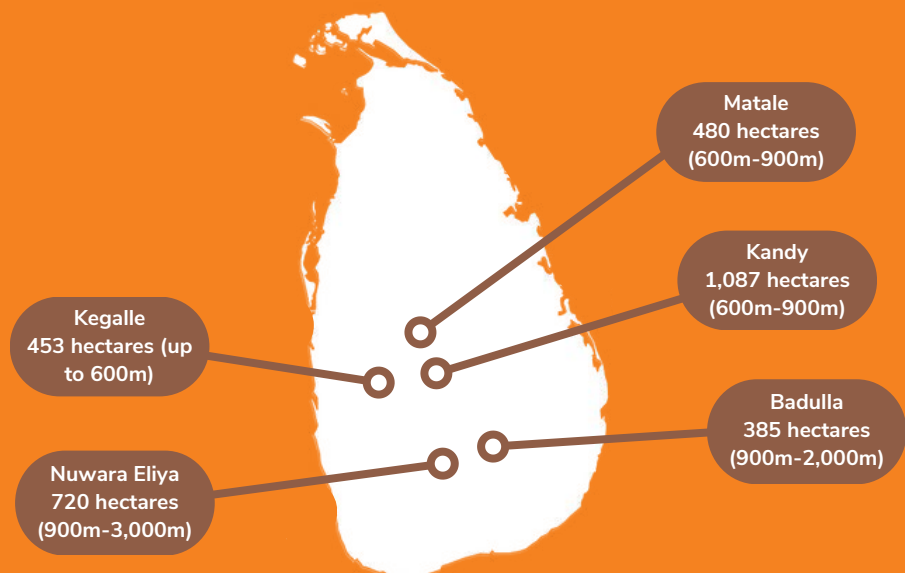 Matale
480 hectares
(600m-900m)
Kandy
1,087 hectares
(600m-900m)
Kegalle
453 hectares (up
to 600m)
Badulla
385 hectares
(900m-2,000m)
Nuwara Eliya
720 hectares
(900m-3,000m)